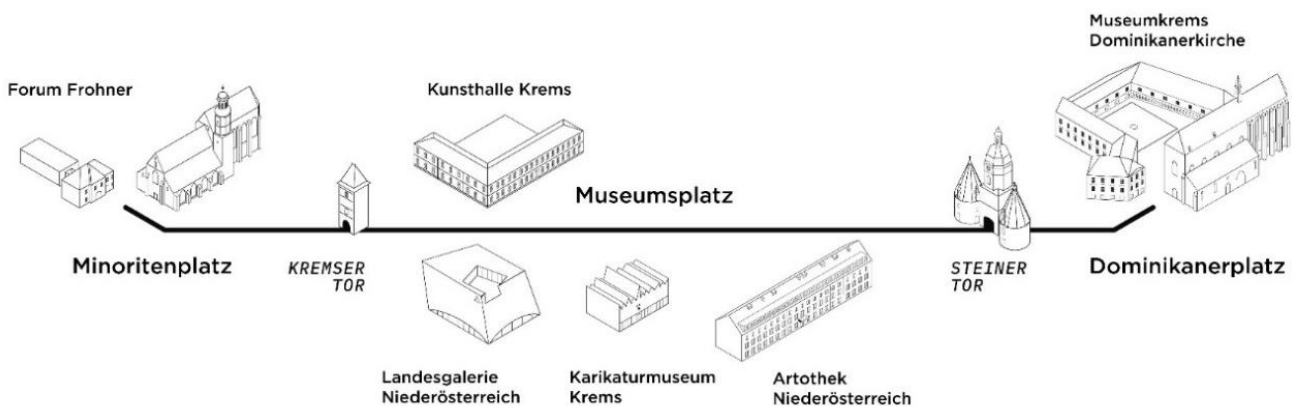 Museumkrems
Dominikanerkirche
Forum Frohner
Kunsthalle Krems
Museumsplatz
Minoritenplatz
KREMSER
TOR
STEINER
TOR
Dominikanerplatz
Landesgalerie
Niederösterreich
Karikaturmuseum
Krems
Artothek
Niederösterreich